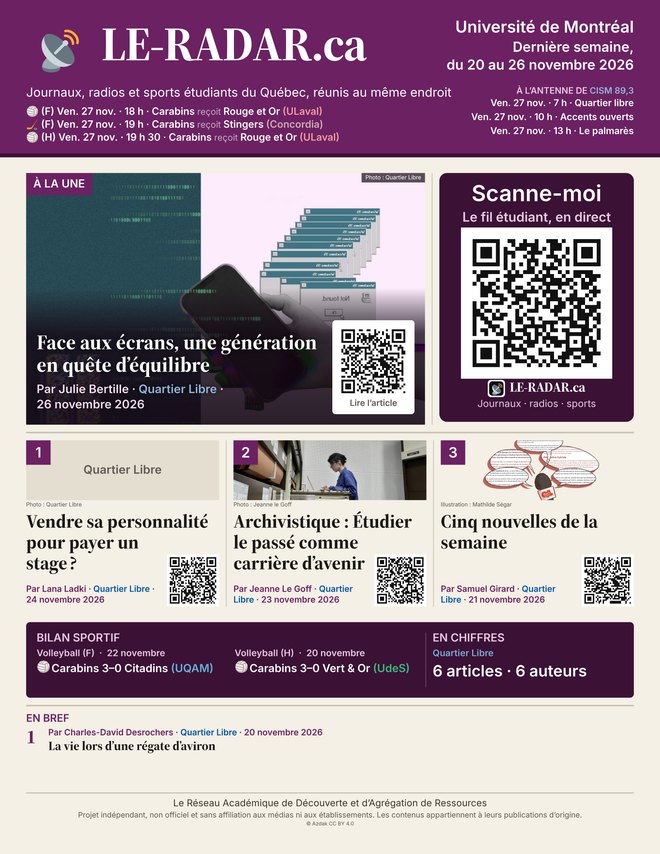 LE-RADAR.ca
Université de Montréal
Dernière semaine,
du 20 au 26 novembre 2026
Journaux, radios et sports étudiants du Québec, réunis au même endroit
(F) Ven. 27 nov. · 18 h · Carabins reçoit Rouge et Or (ULaval)
(F) Ven. 27 nov. · 19 h · Carabins reçoit Stingers (Concordia)
(H) Ven. 27 nov. · 19 h 30 · Carabins reçoit Rouge et Or (ULaval)
À L'ANTENNE DE CISM 89,3
Ven. 27 nov. · 7 h · Quartier libre
Ven. 27 nov. · 10 h · Accents ouverts
Ven. 27 nov. · 13 h · Le palmarès
À LA UNE
Photo : Quartier Libre
Face aux écrans, une génération
en quête d'équilibre
Par Julie Bertille · Quartier Libre ·
26 novembre 2026
Lire l'article
Scanne-moi
Le fil étudiant, en direct
LE-RADAR.ca
Journaux · radios · sports
1
Quartier Libre
Photo : Quartier Libre
Vendre sa personnalité
pour payer un
stage ?
Par Lana Ladki · Quartier Libre ·
24 novembre 2026
2
Photo : Jeanne le Goff
Archivistique : Étudier
le passé comme
carrière d'avenir
Par Jeanne Le Goff · Quartier
Libre · 23 novembre 2026
3
Illustration : Mathilde Ségar
Cinq nouvelles de la
semaine
Par Samuel Girard · Quartier
Libre · 21 novembre 2026
BILAN SPORTIF
Volleyball (F) · 22 novembre
Carabins 3–0 Citadins (UQAM)
Volleyball (H) · 20 novembre
Carabins 3–0 Vert & Or (UdeS)
EN CHIFFRES
Quartier Libre
6 articles · 6 auteurs
EN BREF
1
Par Charles-David Desrochers · Quartier Libre · 20 novembre 2026
La vie lors d'une régate d'aviron
Le Réseau Académique de Découverte et d'Agrégation de Ressources
Projet indépendant, non officiel et sans affiliation aux médias ni aux établissements. Les contenus appartiennent à leurs publications d'origine.
© Azdak CC BY 4.0